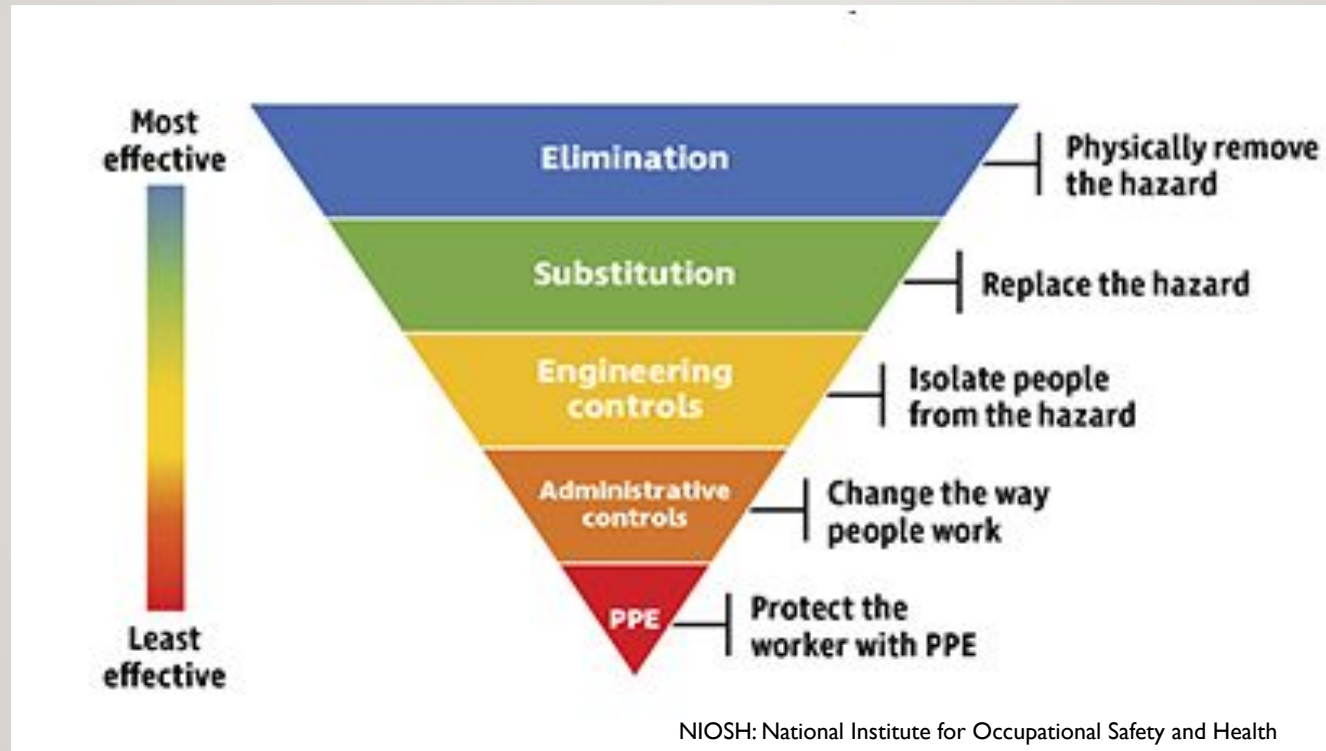 Most
effective
Elimination
Physically remove
the hazard
Substitution
Replace the hazard
Engineering
controls
Isolate people
from the hazard
Administrative
controls
Change the way
people work
PPE
Protect the
worker with PPE
Least
effective
NIOSH: National Institute for Occupational Safety and Health